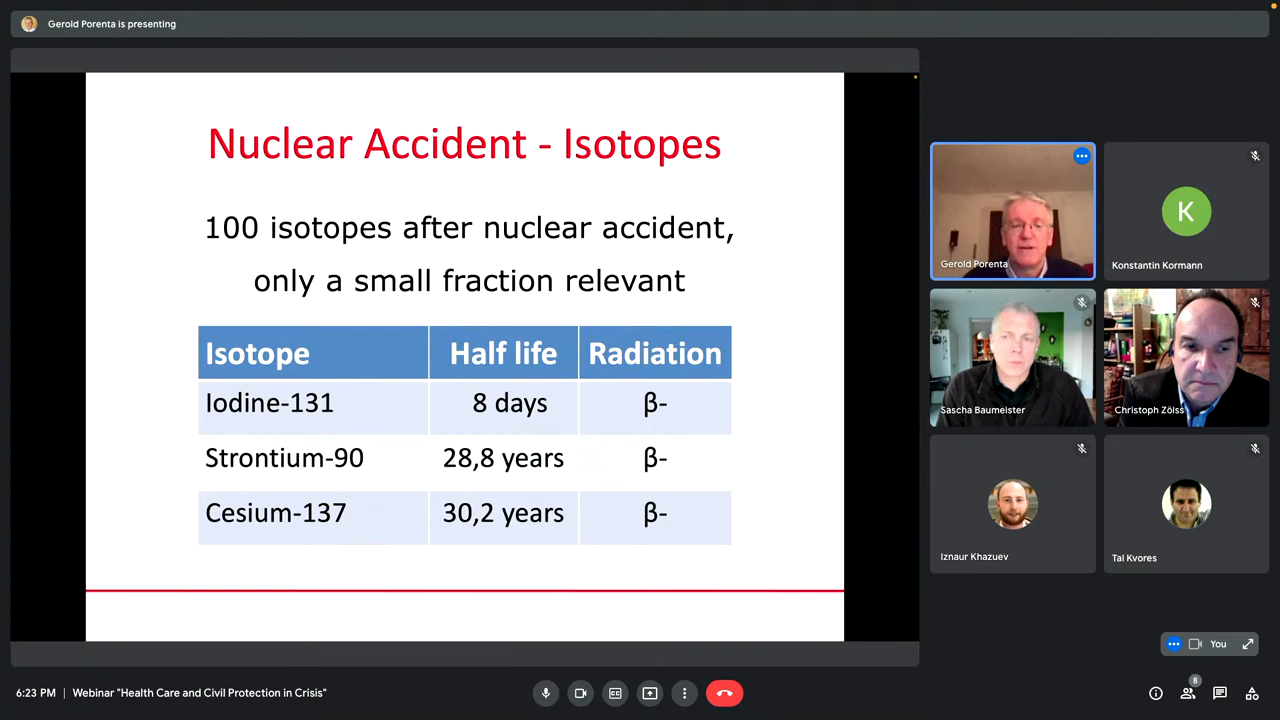 Gerold Porenta is presenting
Nuclear Accident - Isotopes
100 isotopes after nuclear accident,
only a small fraction relevant
Isotope Half life Radiation
Iodine-131 8 days β-
Strontium-90 28,8 years β-
Cesium-137 30,2 years β-
Gerold Porenta
K
Konstantin Kormann
Sascha Baumeister
Christoph Zölss
Iznaur Khazuev
Tal Kvores
You
6:23 PM | Webinar "Health Care and Civil Protection in Crisis"
8